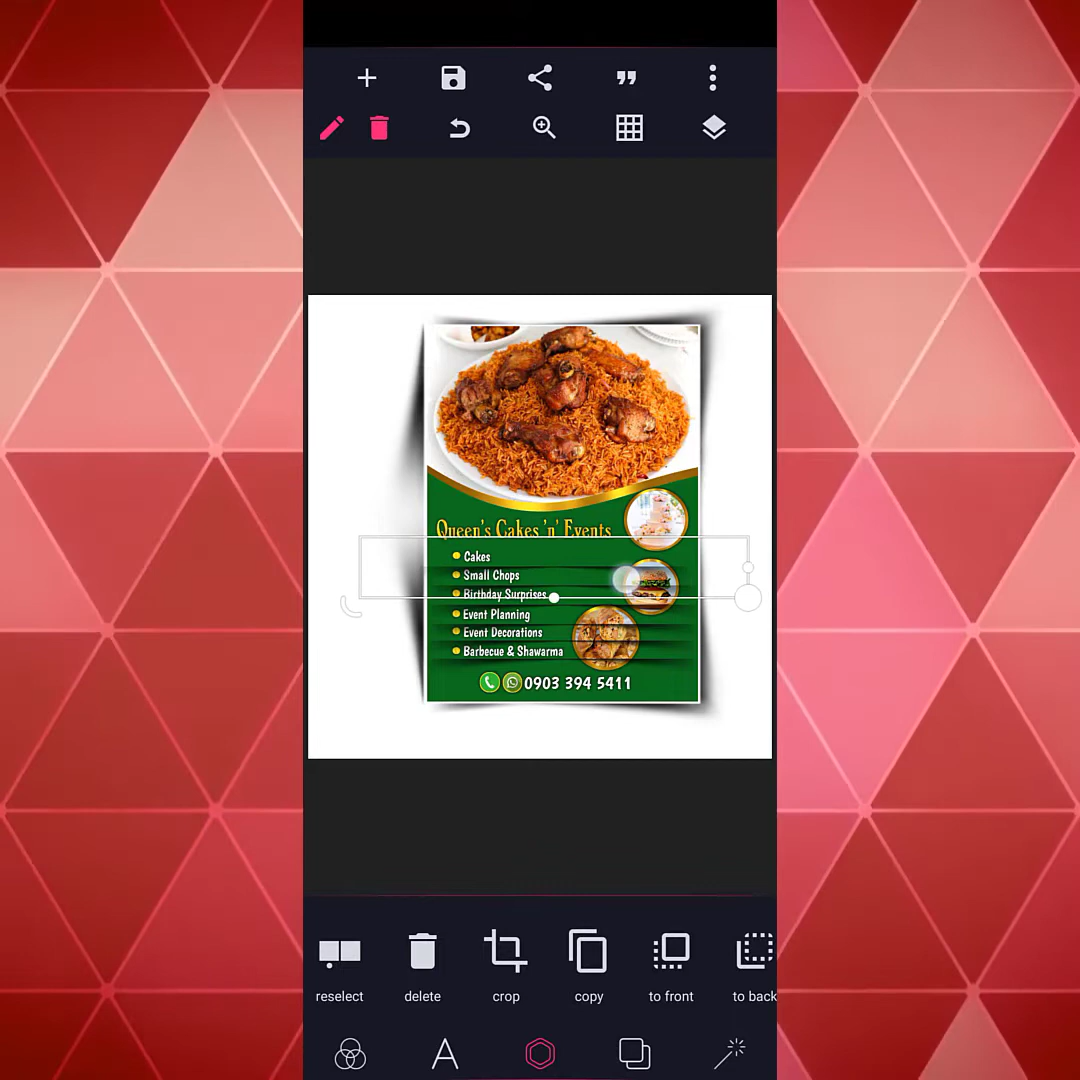 Queen's Cakes 'n' Events
Cakes
Small Chops
Birthday Surprises
Event Planning
Event Decorations
Barbecue & Shawarma
0903 394 5411
reselect
delete
crop
copy
to front
to back